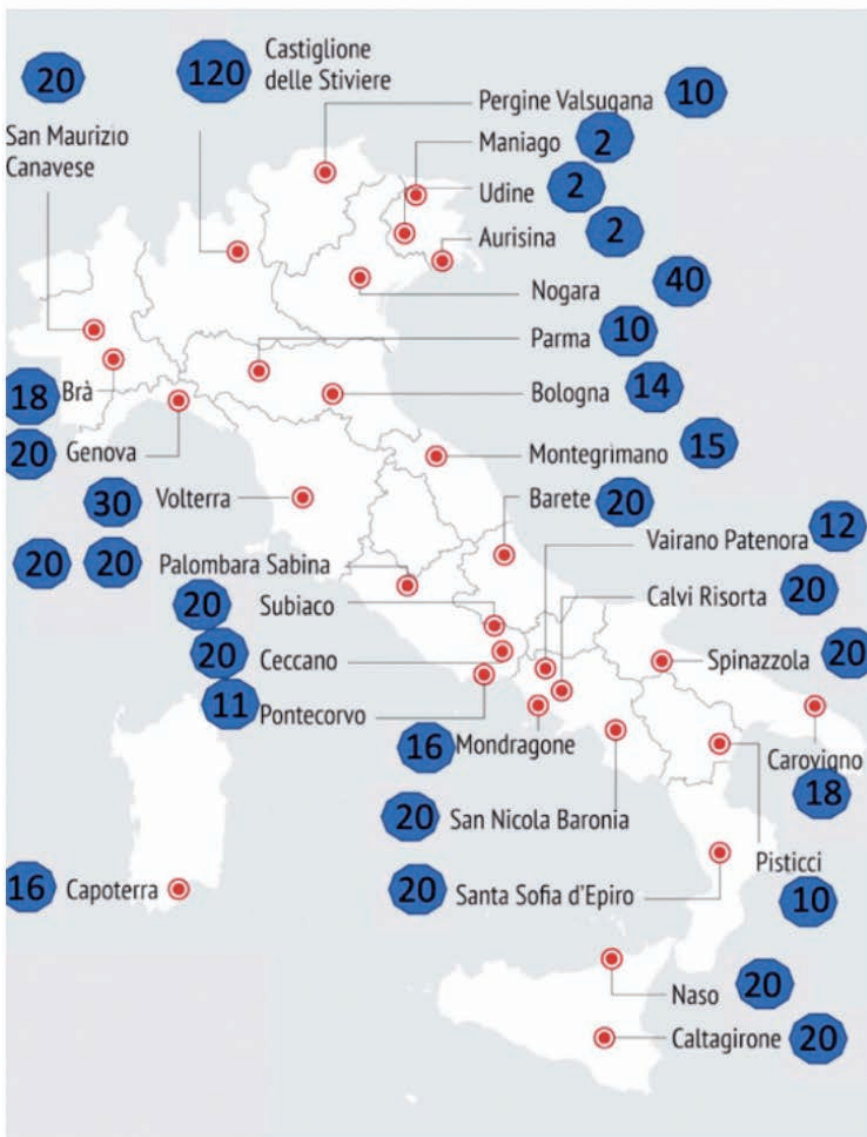 20
120
Castiglione
delle Stiviere
Pergine Valsugana 10
San Maurizio
Canavese
Maniago 2
Udine 2
Aurisina 2
Nogara 40
Parma 10
18 Brà
Bologna 14
20 Genova
Montegrimano 15
30 Volterra
Barete 20
Vairano Patenora 12
20 20 Palombara Sabina
Calvi Risorta 20
20 Subiaco
20 Ceccano
Spinazzola 20
11 Pontecorvo
16 Mondragone
Carovigno
18
20 San Nicola Baronia
Pisticci
10
16 Capoterra
20 Santa Sofia d'Epiro
Naso 20
Caltagirone 20